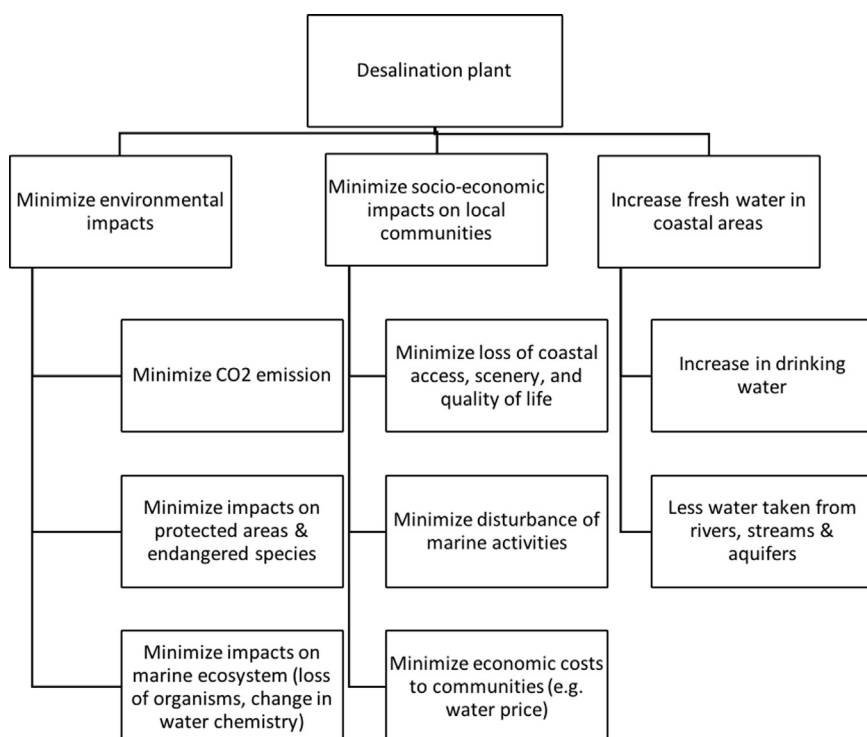 Desalination plant
Minimize environmental
impacts
Minimize socio-economic
impacts on local
communities
Increase fresh water in
coastal areas
Minimize CO2 emission
Minimize loss of coastal
access, scenery, and
quality of life
Increase in drinking
water
Minimize impacts on
protected areas &
endangered species
Minimize disturbance of
marine activities
Less water taken from
rivers, streams &
aquifers
Minimize impacts on
marine ecosystem (loss
of organisms, change in
water chemistry)
Minimize economic costs
to communities (e.g.
water price)